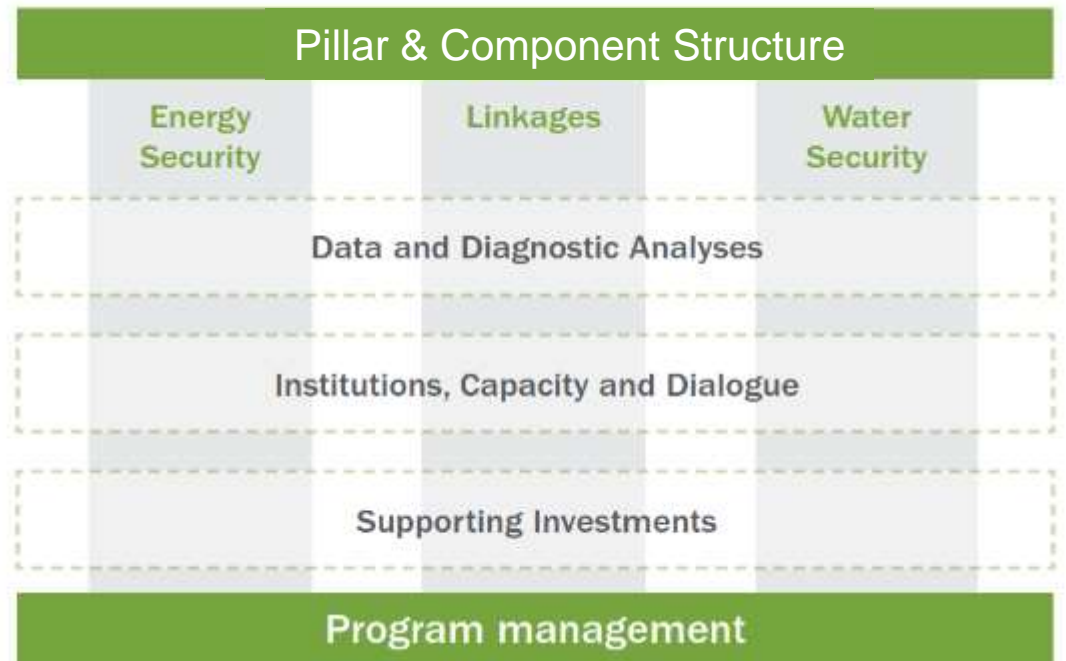 Pillar & Component Structure
Energy
Security
Linkages
Water
Security
Data and Diagnostic Analyses
Institutions, Capacity and Dialogue
Supporting Investments
Program management